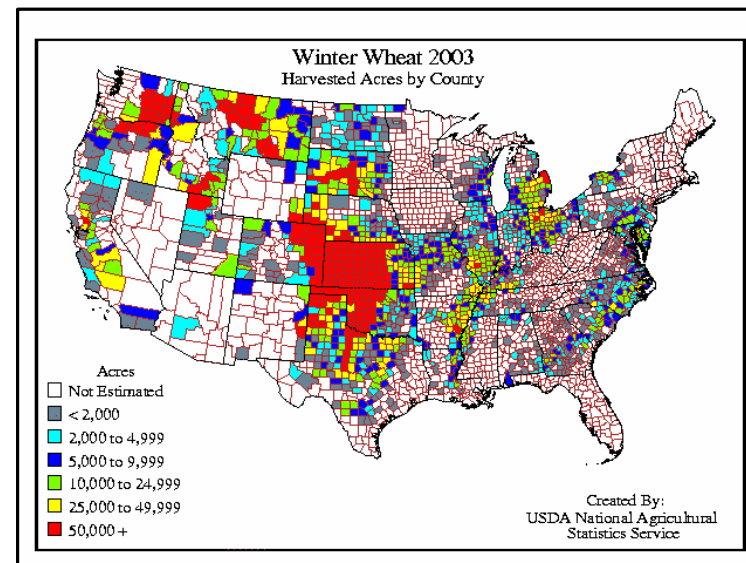 Winter Wheat 2003
Harvested Acres by County
Acres
Not Estimated
< 2,000
2,000 to 4,999
5,000 to 9,999
10,000 to 24,999
25,000 to 49,999
50,000 +
Created By:
USDA National Agricultural
Statistics Service